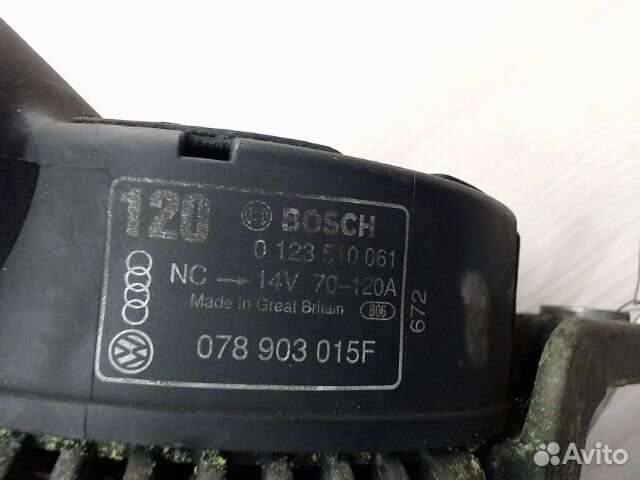 120 BOSCH
0 123 510 061
NC → 14V 70-120A
Made in Great Britain 806
672
078 903 015F
Avito